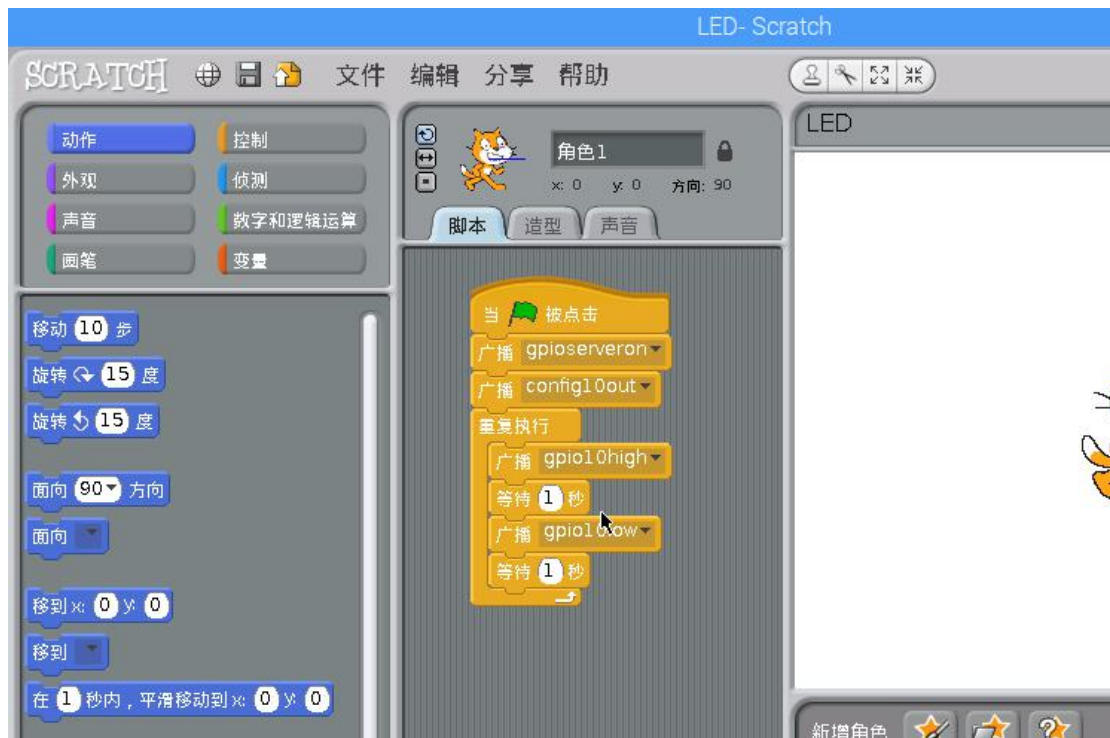 LED- Scratch
SCRATCH 文件 编辑 分享 帮助
动作 控制
外观 侦测
声音 数字和逻辑运算
画笔 变量
移动 10 步
旋转 15 度
旋转 15 度
面向 90 方向
面向
移到 x: 0 y: 0
移到
在 1 秒内,平滑移动到 x: 0 y: 0
角色1
x: 0 y: 0 方向: 90
脚本 造型 声音
当 被点击
广播 gpioserveron
广播 config10out
重复执行
广播 gpio10high
等待 1 秒
广播 gpio10low
等待 1 秒
LED
新增角色